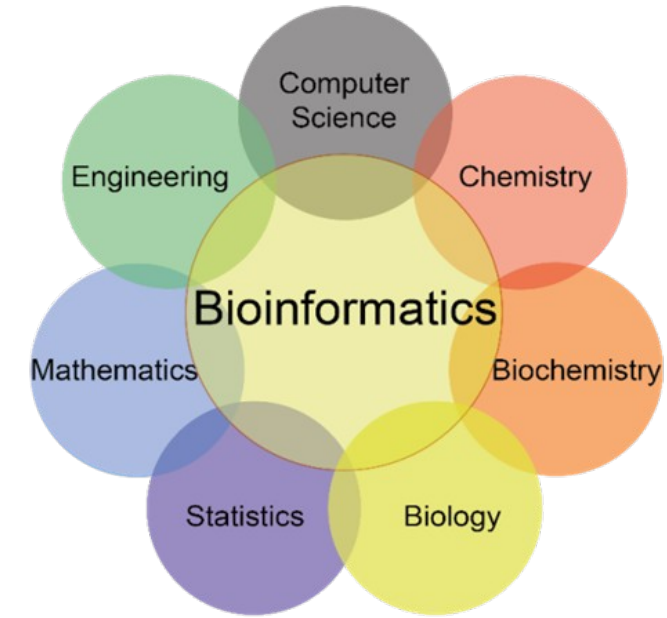 Computer
Science
Engineering
Chemistry
Bioinformatics
Mathematics
Biochemistry
Statistics
Biology